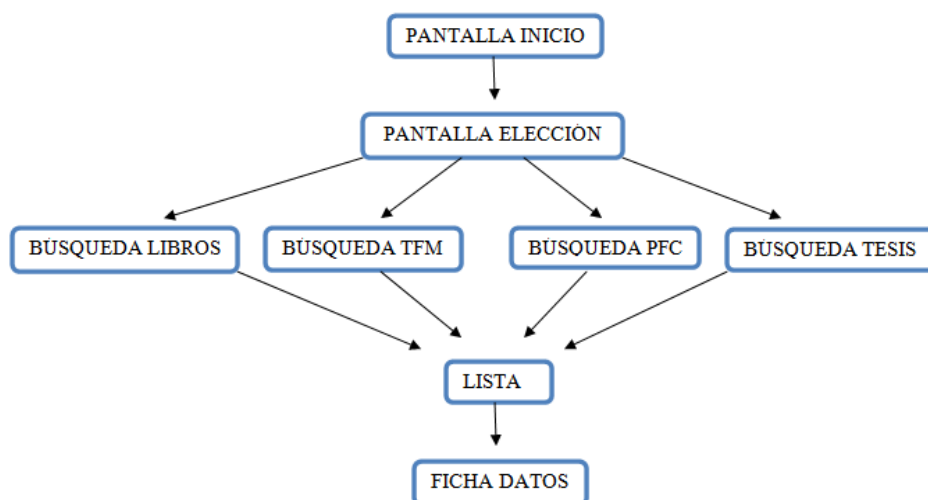 PANTALLA INICIO
PANTALLA ELECCIÓN
BÚSQUEDA LIBROS
BÚSQUEDA TFM
BÚSQUEDA PFC
BÚSQUEDA TESIS
LISTA
FICHA DATOS